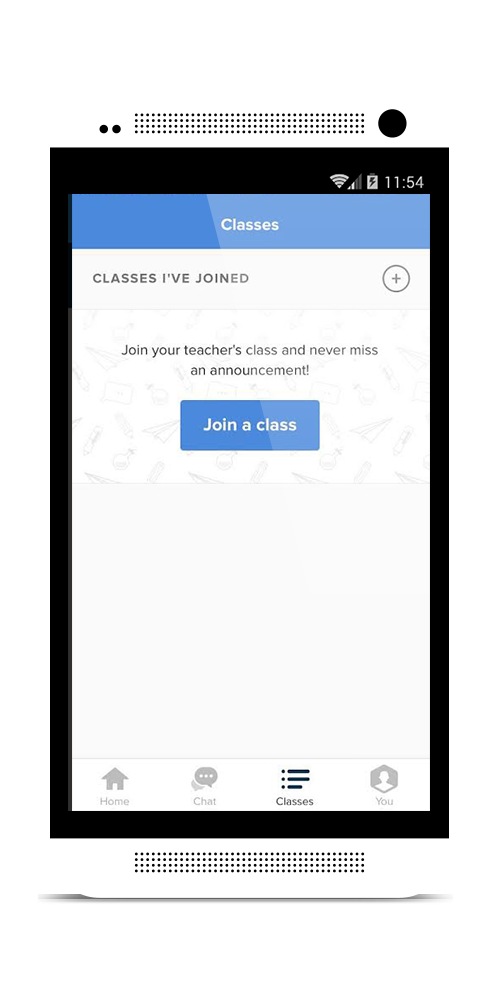 11:54
Classes
CLASSES I'VE JOINED
Join your teacher's class and never miss
an announcement!
Join a class
Home Chat Classes You